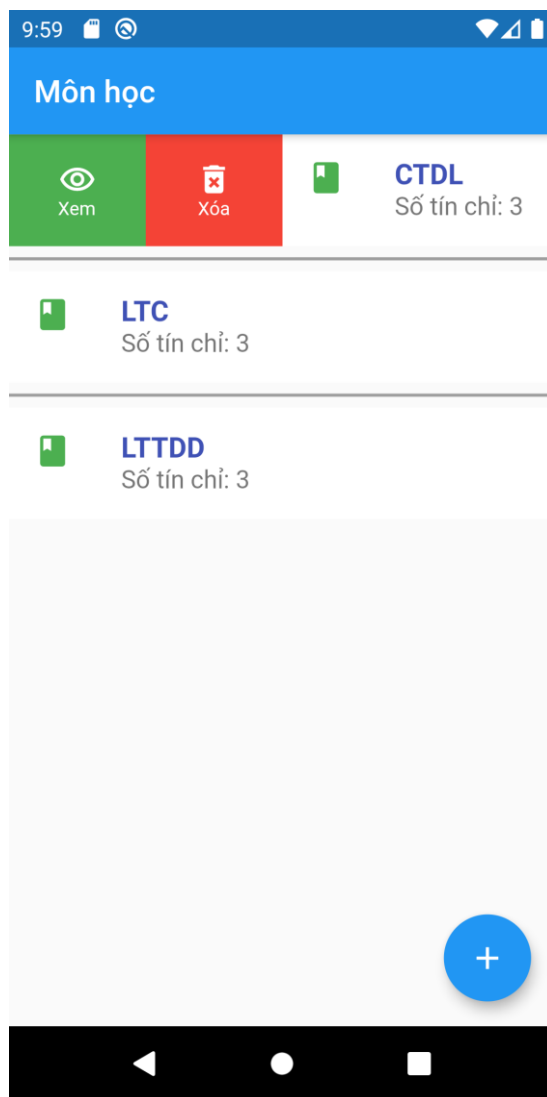 9:59
Môn học
Xem
Xóa
CTDL
Số tín chỉ: 3
LTC
Số tín chỉ: 3
LTTDD
Số tín chỉ: 3
+